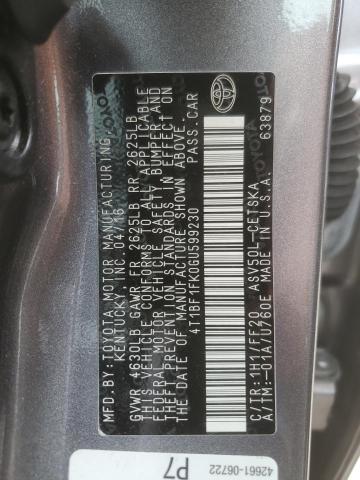 MFD.BY:TOYOTA MOTOR MANUFACTURING,
KENTUCKY, INC. 04/16
GVWR 4630LB GAWR FR 2625LB RR 2625LB
THIS VEHICLE CONFORMS TO ALL APPLICABLE
FEDERAL MOTOR VEHICLE SAFETY, BUMPER, AND
THEFT PREVENTION STANDARDS IN EFFECT ON
THE DATE OF MANUFACTURE SHOWN ABOVE.
4T1BF1FK0GU599230 PASS.CAR
C/TR:1H1/FF20 ASV50L-CETSKA
A/TM:-01A/U760E MADE IN U.S.A. 63879
TOYOTA
42661-06722
P7